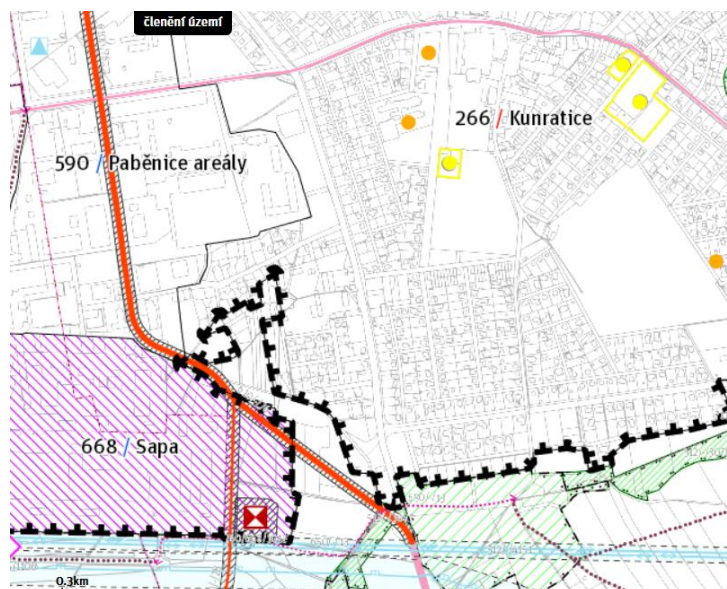 členění území
266 / Kunratice
590 / Paběnice areály
668 / Sapa
0.3km